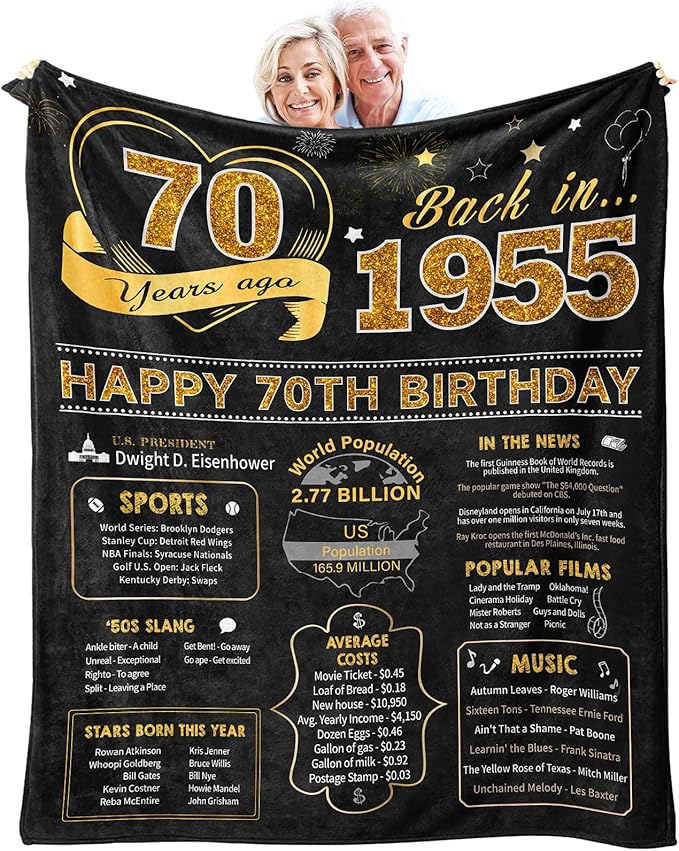 70
Years ago
Back in...
1955
HAPPY 70TH BIRTHDAY
U.S. PRESIDENT
Dwight D. Eisenhower
World Population
2.77 BILLION
US
Population
165.9 MILLION
IN THE NEWS
The first Guinness Book of World Records is
published in the United Kingdom.
The popular game show "The $64,000 Question"
debuted on CBS.
Disneyland opens in California on July 17th and
has over one million visitors in only seven weeks.
Ray Kroc opens the first McDonald's Inc. fast food
restaurant in Des Plaines, Illinois.
SPORTS
World Series: Brooklyn Dodgers
Stanley Cup: Detroit Red Wings
NBA Finals: Syracuse Nationals
Golf U.S. Open: Jack Fleck
Kentucky Derby: Swaps
POPULAR FILMS
Lady and the Tramp Oklahoma!
Cinerama Holiday Battle Cry
Mister Roberts Guys and Dolls
Not as a Stranger Picnic
'50S SLANG
Ankle biter - A child Get Bent! - Go away
Unreal - Exceptional Go ape - Get excited
Righto - To agree
Split - Leaving a Place
$
AVERAGE
COSTS
Movie Ticket - $0.45
Loaf of Bread - $0.18
New house - $10,950
Avg. Yearly Income - $4,150
Dozen Eggs - $0.46
Gallon of gas - $0.23
Gallon of milk - $0.92
Postage Stamp - $0.03
$
MUSIC
Autumn Leaves - Roger Williams
Sixteen Tons - Tennessee Ernie Ford
Ain't That a Shame - Pat Boone
Learnin' the Blues - Frank Sinatra
The Yellow Rose of Texas - Mitch Miller
Unchained Melody - Les Baxter
STARS BORN THIS YEAR
Rowan Atkinson Kris Jenner
Whoopi Goldberg Bruce Willis
Bill Gates Bill Nye
Kevin Costner Howie Mandel
Reba McEntire John Grisham